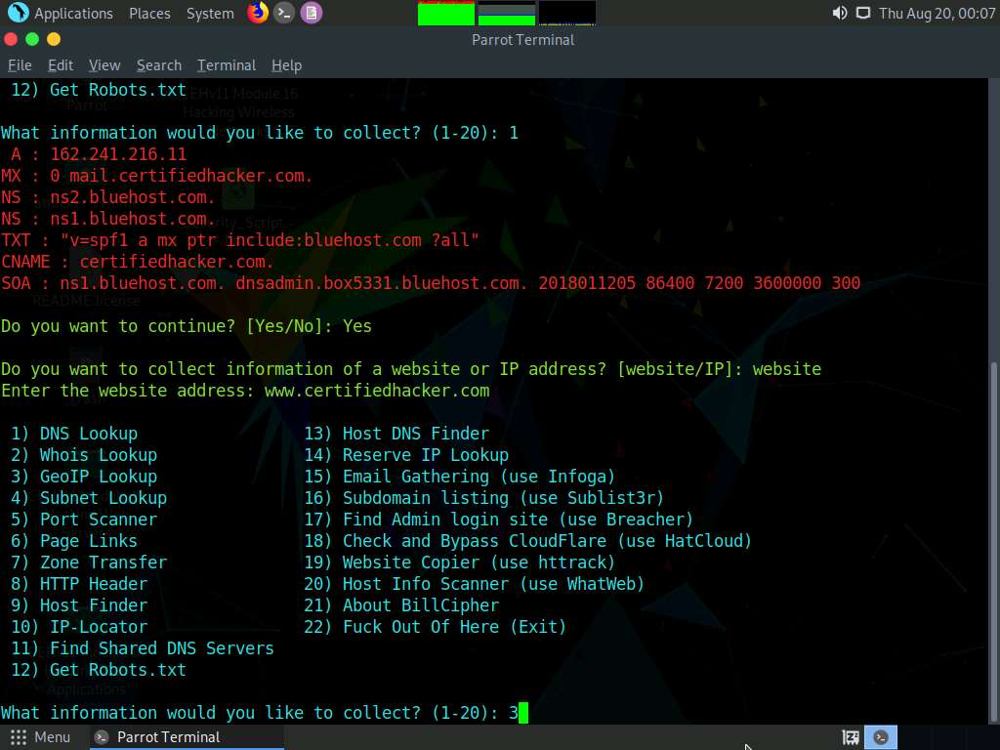 Applications Places System Thu Aug 20, 00:07
Parrot Terminal
File Edit View Search Terminal Help
12) Get Robots.txt
Parrot
CEHv11 Module 16
Hacking Wireless
What information would you like to collect? (1-20): 1
A : 162.241.216.11
MX : 0 mail.certifiedhacker.com.
NS : ns2.bluehost.com.
NS : ns1.bluehost.com.
TXT : "v=spf1 a mx ptr include:bluehost.com ?all"
CNAME : certifiedhacker.com.
SOA : ns1.bluehost.com. dnsadmin.box5331.bluehost.com. 2018011205 86400 7200 3600000 300
README.license
Do you want to continue? [Yes/No]: Yes
Do you want to collect information of a website or IP address? [website/IP]: website
Enter the website address: www.certifiedhacker.com
1) DNS Lookup 13) Host DNS Finder
2) Whois Lookup 14) Reserve IP Lookup
3) GeoIP Lookup 15) Email Gathering (use Infoga)
4) Subnet Lookup 16) Subdomain listing (use Sublist3r)
5) Port Scanner 17) Find Admin login site (use Breacher)
6) Page Links 18) Check and Bypass CloudFlare (use HatCloud)
7) Zone Transfer 19) Website Copier (use httrack)
8) HTTP Header 20) Host Info Scanner (use WhatWeb)
9) Host Finder 21) About BillCipher
10) IP-Locator 22) Fuck Out Of Here (Exit)
11) Find Shared DNS Servers
12) Get Robots.txt
Applications
What information would you like to collect? (1-20): 3
Menu Parrot Terminal